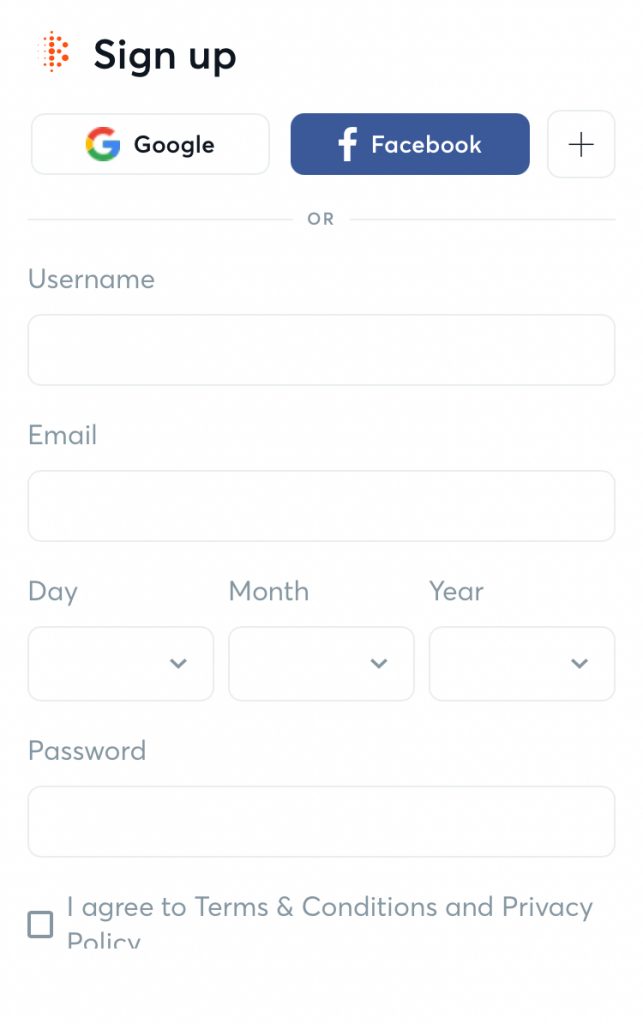 Sign up
Google Facebook
OR
Username
Email
Day Month Year
Password
I agree to Terms & Conditions and Privacy
Policy